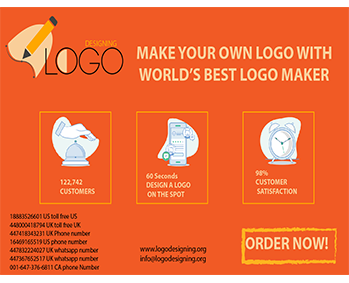 DESIGNING
LOGO
MAKE YOUR OWN LOGO WITH
WORLD'S BEST LOGO MAKER
122,742
CUSTOMERS
60 Seconds
DESIGN A LOGO
ON THE SPOT
98%
CUSTOMER
SATISFACTION
18883526601 US toll free US
448000418794 UK toll free UK
447418343231 UK Phone number
16469165519 US phone number
447832224027 UK whatsapp number
447367652517 UK whatsapp number
001-647-376-6811 CA phone Number
www.logodesigning.org
info@logodesigning.org
ORDER NOW!